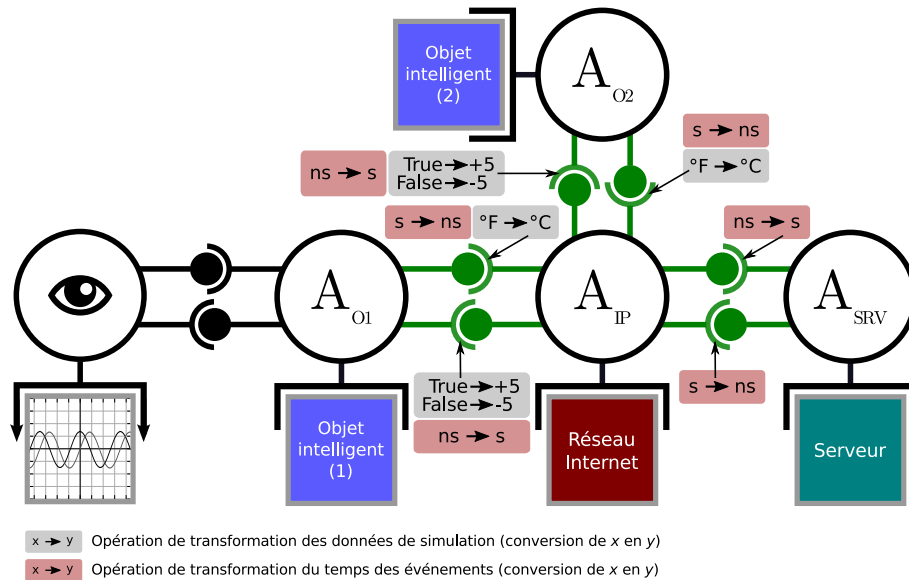 Objet
intelligent
(2)
A O2
s → ns
°F → °C
ns → s
True → +5
False → -5
s → ns
°F → °C
ns → s
A O1
A IP
A SRV
True → +5
False → -5
ns → s
s → ns
Objet
intelligent
(1)
Réseau
Internet
Serveur
x → y Opération de transformation des données de simulation (conversion de x en y)
x → y Opération de transformation du temps des événements (conversion de x en y)